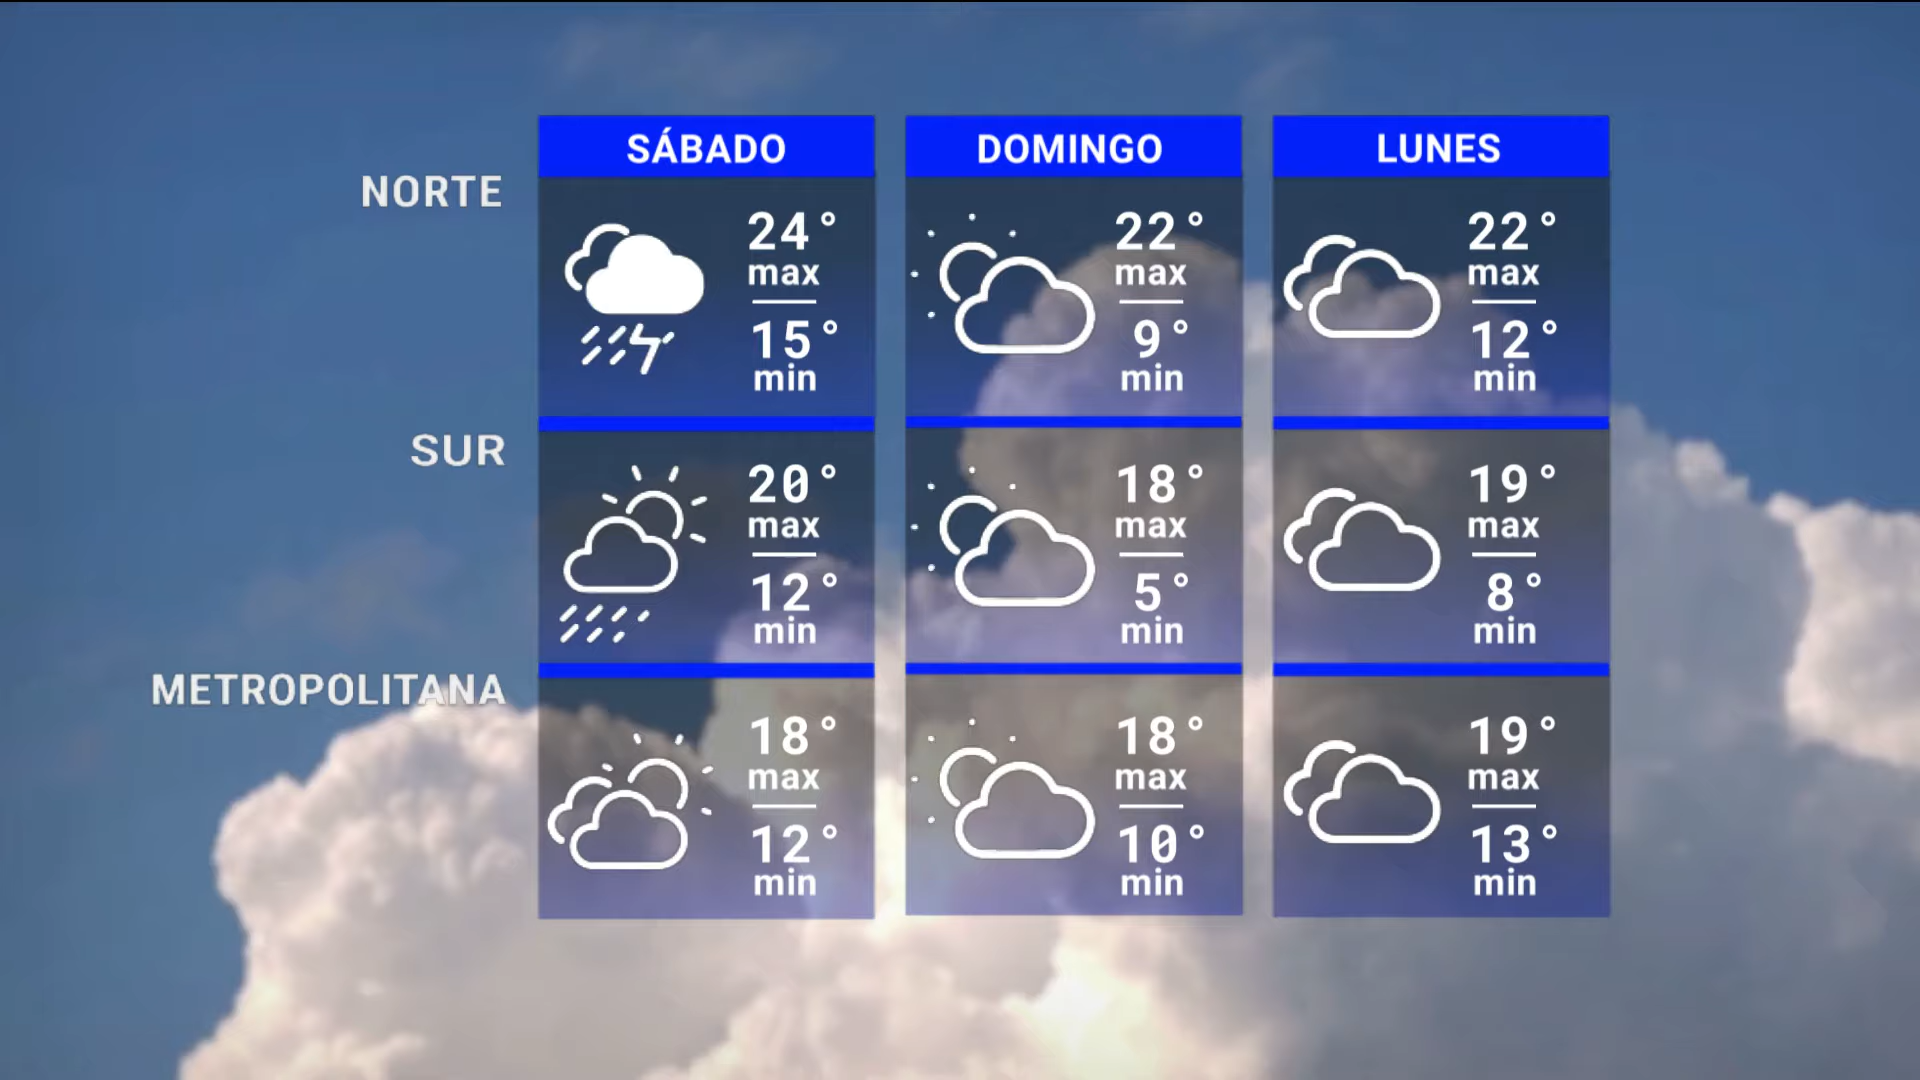 SÁBADO DOMINGO LUNES
NORTE
24° 22° 22°
max max max
15° 9° 12°
min min min
SUR
20° 18° 19°
max max max
12° 5° 8°
min min min
METROPOLITANA
18° 18° 19°
max max max
12° 10° 13°
min min min